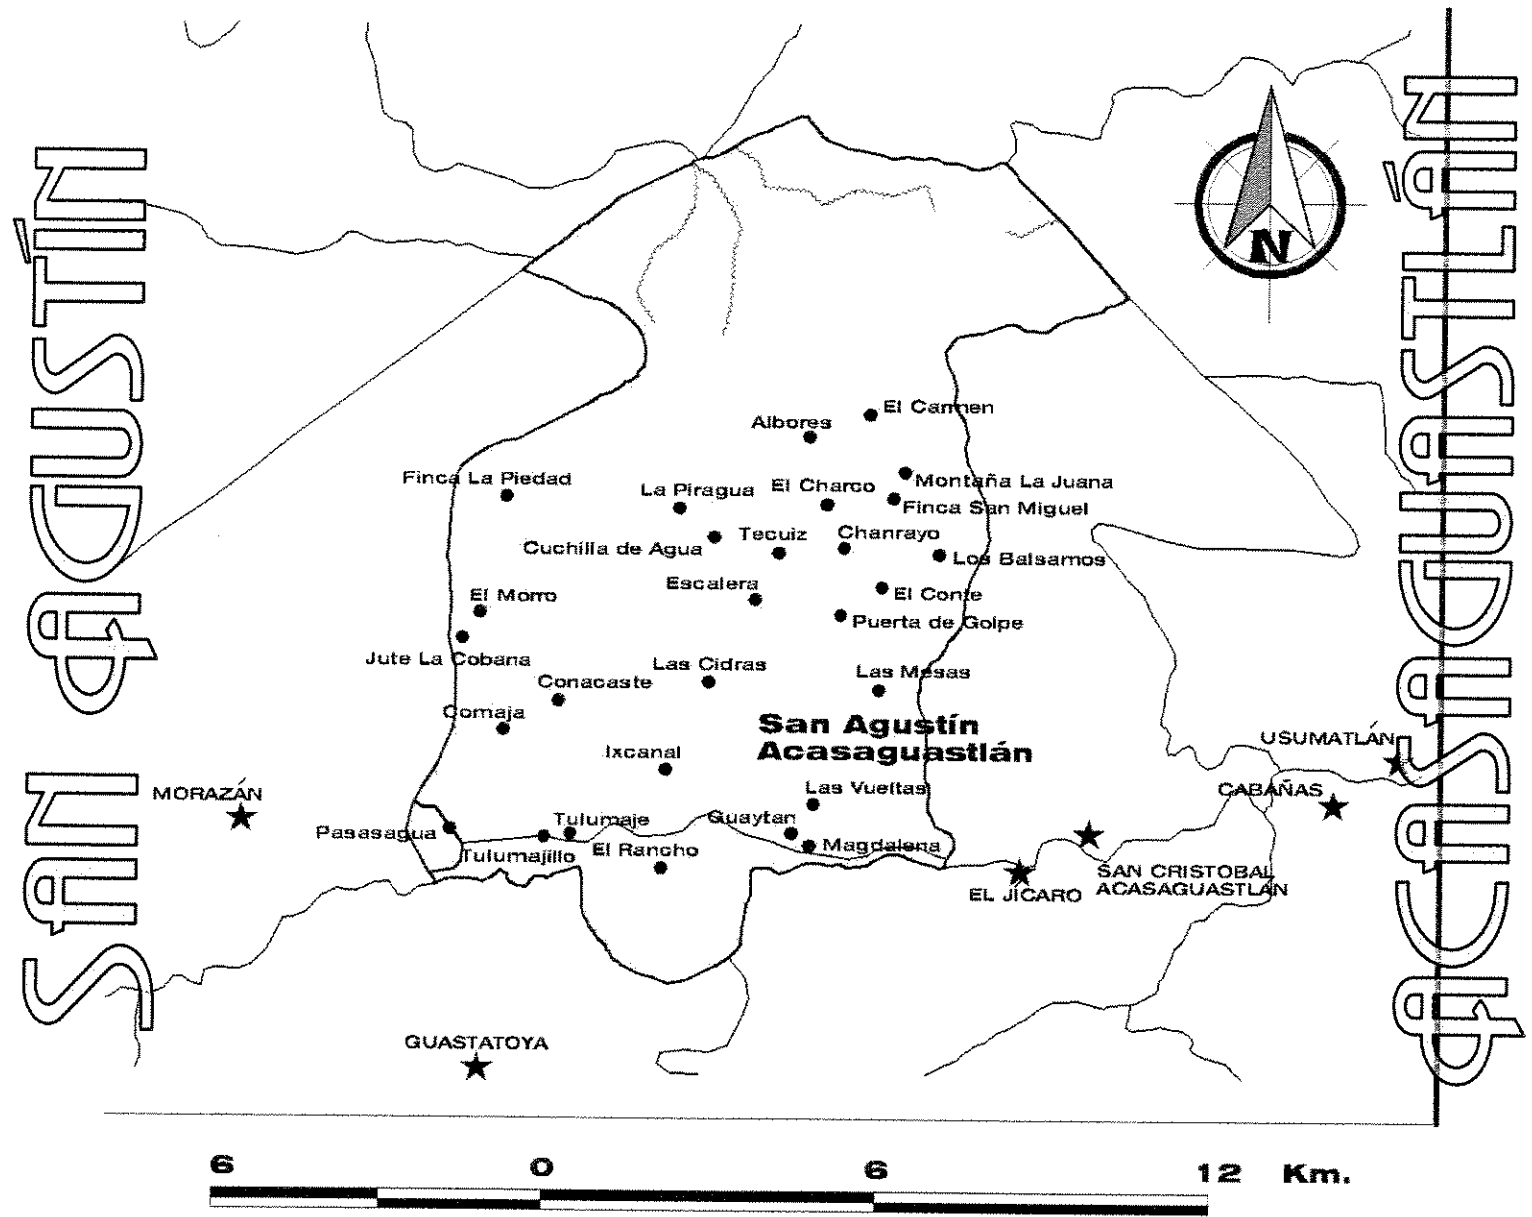 SAN AGUSTÍN
ACASAGUASTLÁN
N
El Carmen
Albores
Finca La Piedad
La Piragua
El Charco
Montaña La Juana
Finca San Miguel
Cuchilla de Agua
Tecuiz
Chanrayo
Los Balsamos
Escalera
El Conte
El Morro
Puerta de Golpe
Jute La Cobana
Las Cidras
Las Mesas
Conacaste
Comaja
San Agustín
Acasaguastlán
Ixcanal
USUMATLÁN
MORAZÁN
Las Vueltas
CABAÑAS
Pasasagua
Tulumaje
Guaytan
Tulumajillo
El Rancho
Magdalena
EL JÍCARO
SAN CRISTOBAL
ACASAGUASTLÁN
GUASTATOYA
6 0 6 12 Km.